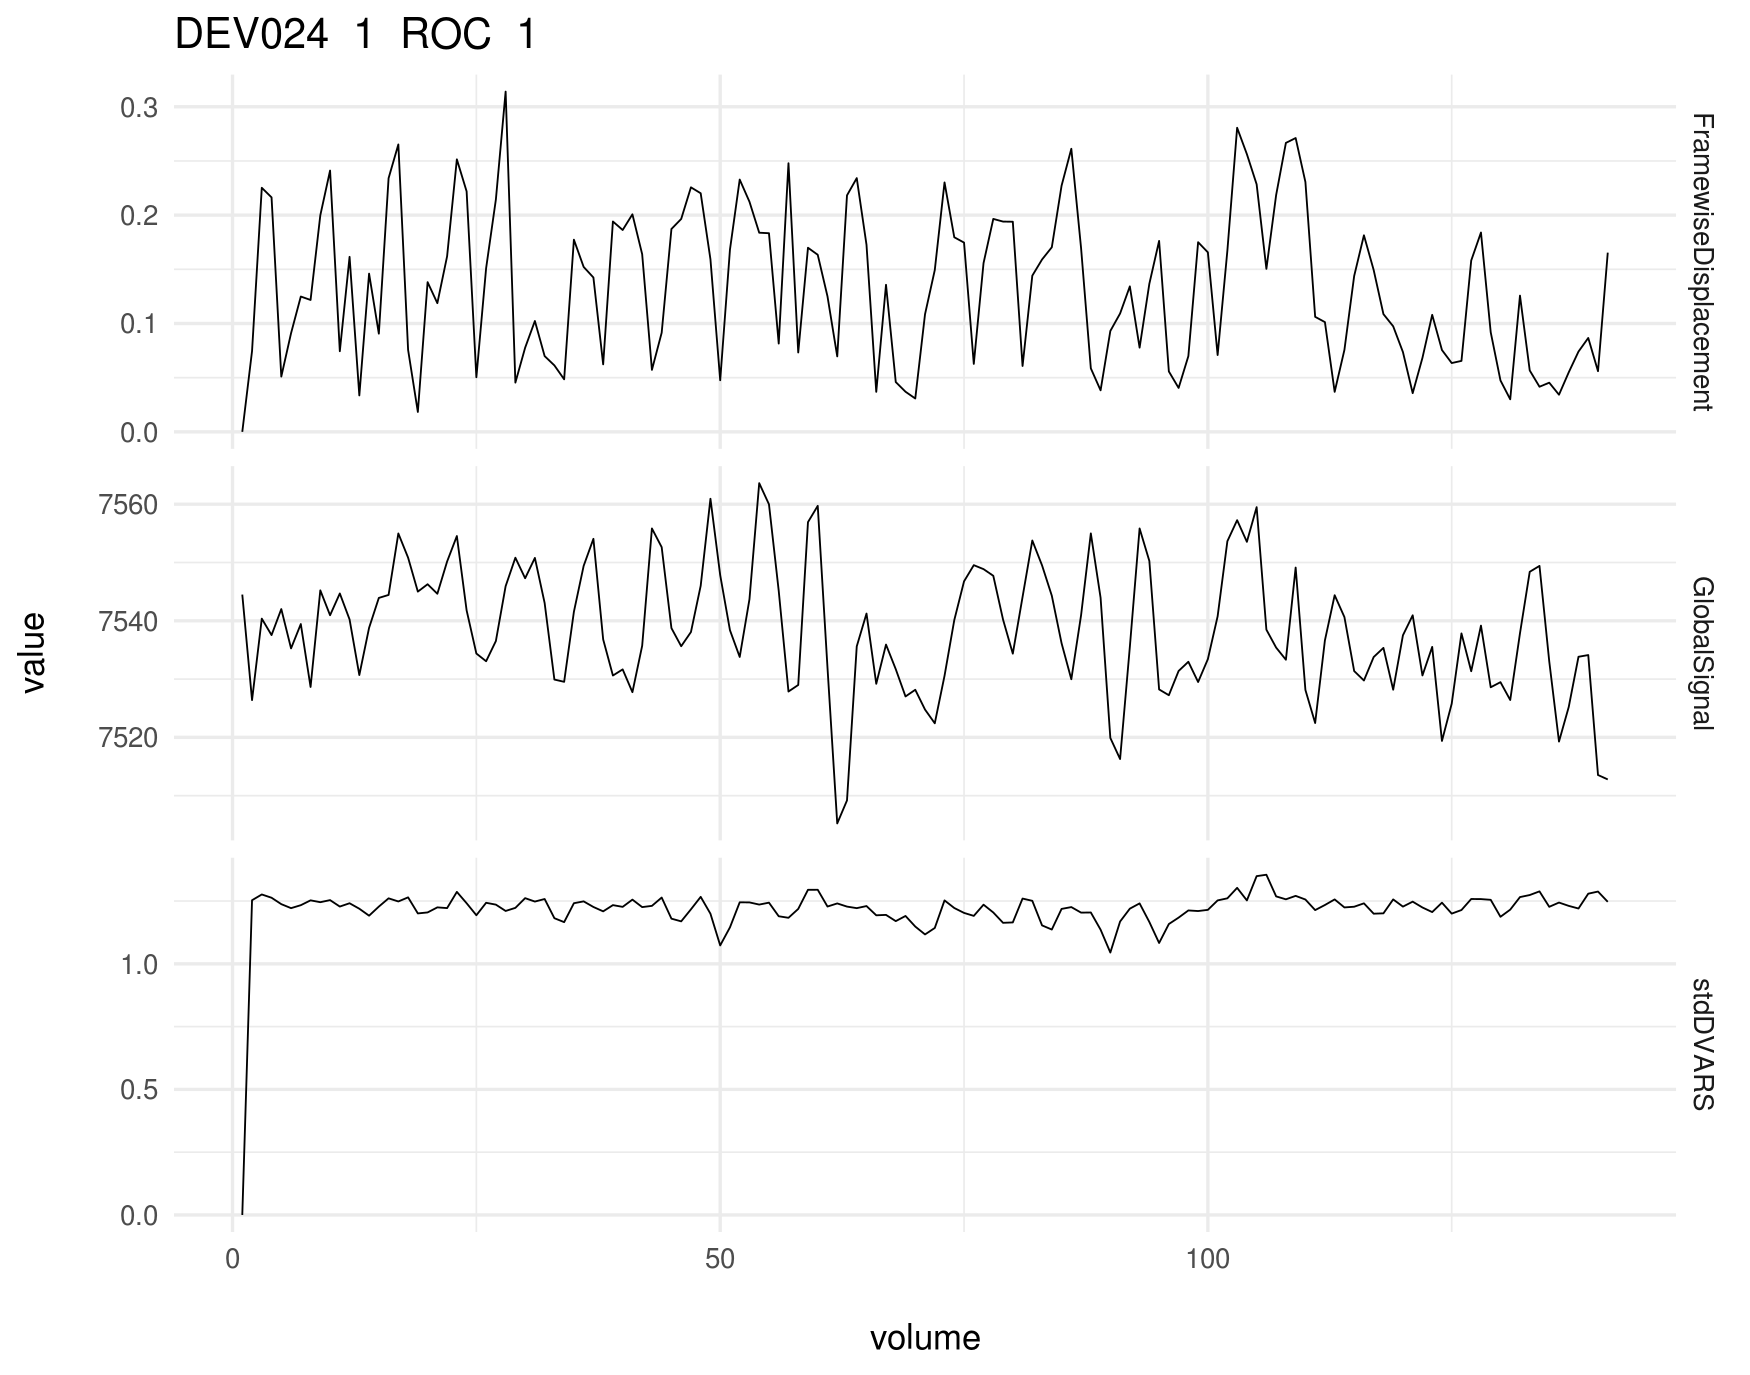 DEV024 1 ROC 1
0.3
0.2
0.1
0.0
FramewiseDisplacement
7560
7540
7520
GlobalSignal
value
1.0
0.5
0.0
stdDVARS
0 50 100
volume